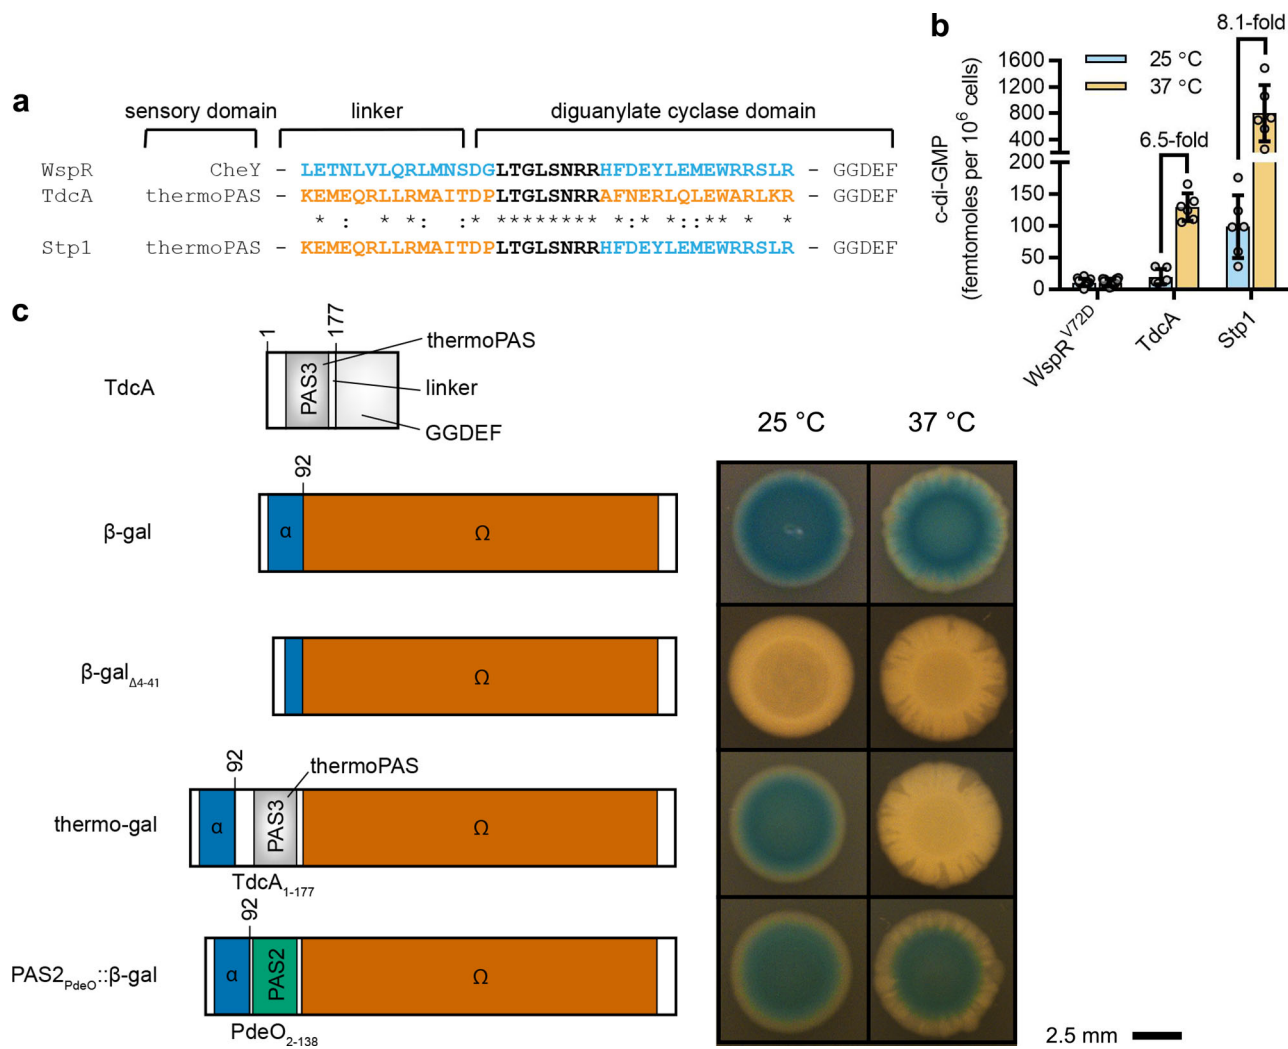 a
sensory domain linker diguanylate cyclase domain
WspR CheY – LETNLVLQRLMNSDGLTGLSNRRHFDEYLEMEWRRSLR – GGDEF
TdcA thermoPAS – KEMEQRLLRMAITDPLTGLSNRRAFNERLQLEWARLKR – GGDEF
* : * * : : * ********* * : * : : * * * *
Stp1 thermoPAS – KEMEQRLLRMAITDPLTGLSNRRHFDEYLEMEWRRSLR – GGDEF
b
c-di-GMP
(femtomoles per 10⁶ cells)
1600
1200
800
400
200
150
100
50
0
25 °C
37 °C
6.5-fold
8.1-fold
WspR^V72D
TdcA
Stp1
c
1 177
TdcA
PAS3
thermoPAS
linker
GGDEF
25 °C 37 °C
92
β-gal α Ω
β-gal_Δ4-41 Ω
92
thermoPAS
thermo-gal α PAS3 Ω
TdcA₁₋₁₇₇
92
PAS2_PdeO::β-gal α PAS2 Ω
PdeO₂₋₁₃₈
2.5 mm